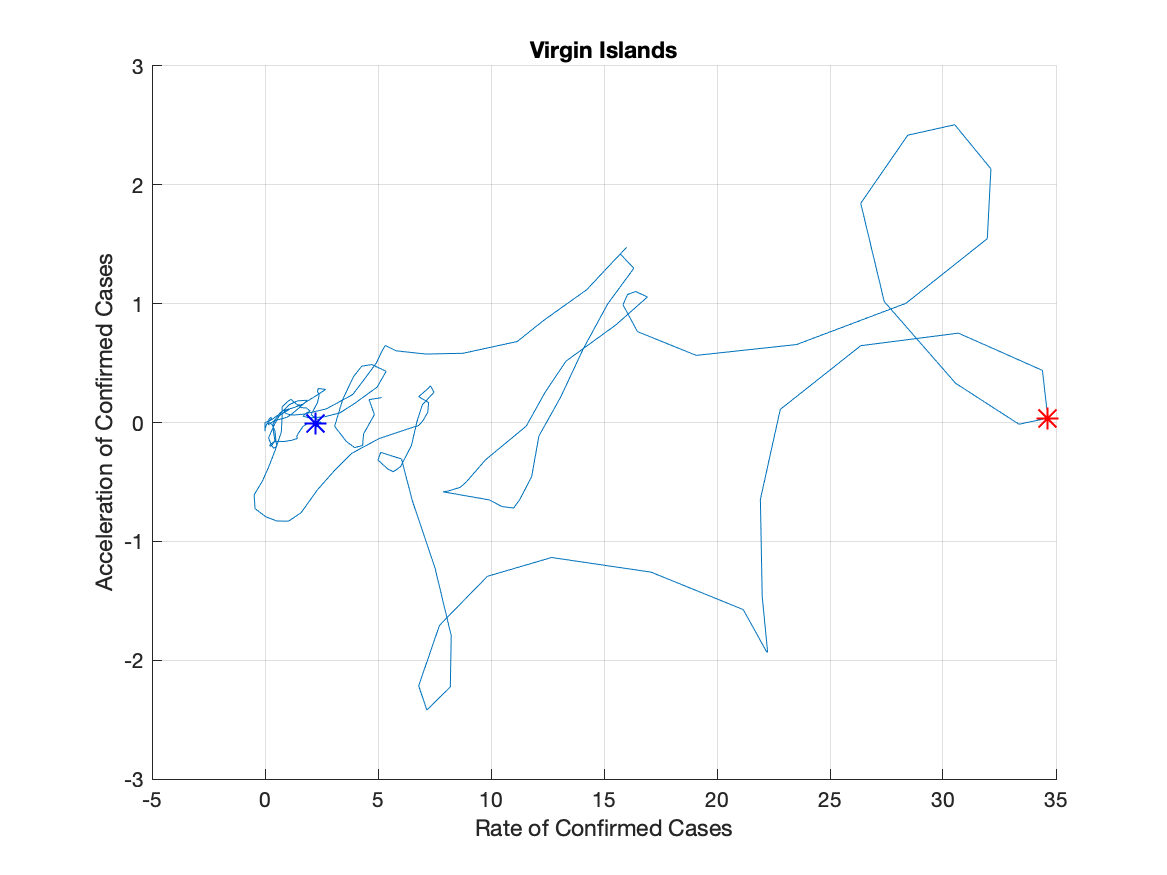 Virgin Islands
3
2
1
0
-1
-2
-3
Acceleration of Confirmed Cases
-5 0 5 10 15 20 25 30 35
Rate of Confirmed Cases